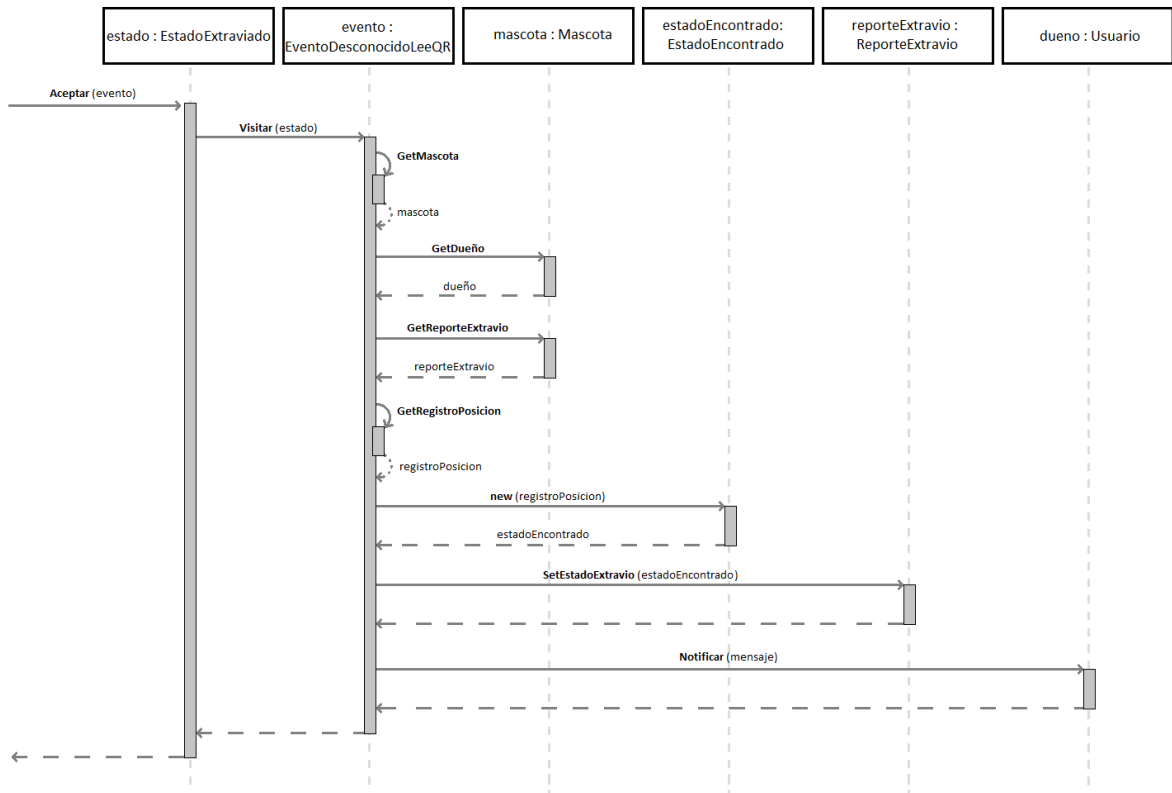 estado : EstadoExtraviado
evento :
EventoDesconocidoLeeQR
mascota : Mascota
estadoEncontrado:
EstadoEncontrado
reporteExtravio :
ReporteExtravio
dueno : Usuario
Aceptar (evento)
Visitar (estado)
GetMascota
mascota
GetDueño
dueño
GetReporteExtravio
reporteExtravio
GetRegistroPosicion
registroPosicion
new (registroPosicion)
estadoEncontrado
SetEstadoExtravio (estadoEncontrado)
Notificar (mensaje)